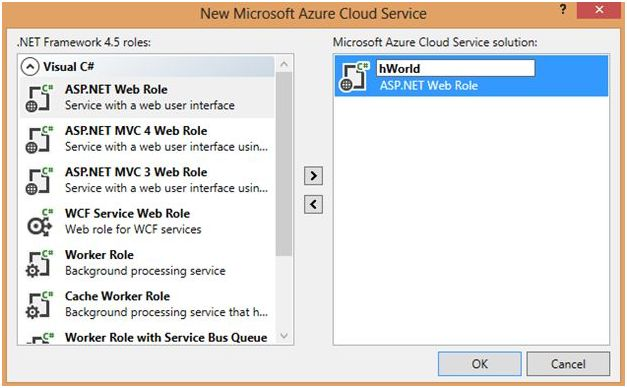 New Microsoft Azure Cloud Service
? ×
.NET Framework 4.5 roles:
Microsoft Azure Cloud Service solution:
Visual C#
C#
ASP.NET Web Role
Service with a web user interface
C#
ASP.NET MVC 4 Web Role
Service with a web user interface usin...
C#
ASP.NET MVC 3 Web Role
Service with a web user interface usin...
C#
WCF Service Web Role
Web role for WCF services
C#
Worker Role
Background processing service
C#
Cache Worker Role
Background processing service that h...
C#
Worker Role with Service Bus Queue
>
<
C#
hWorld
ASP.NET Web Role
OK
Cancel